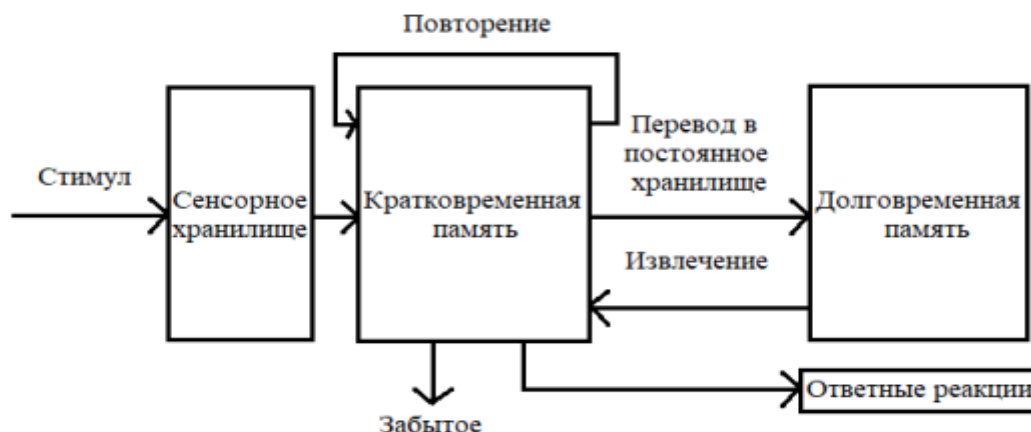 Повторение
Стимул
Сенсорное
хранилище
Кратковременная
память
Перевод в
постоянное
хранилище
Извлечение
Долговременная
память
Забытое
Ответные реакции